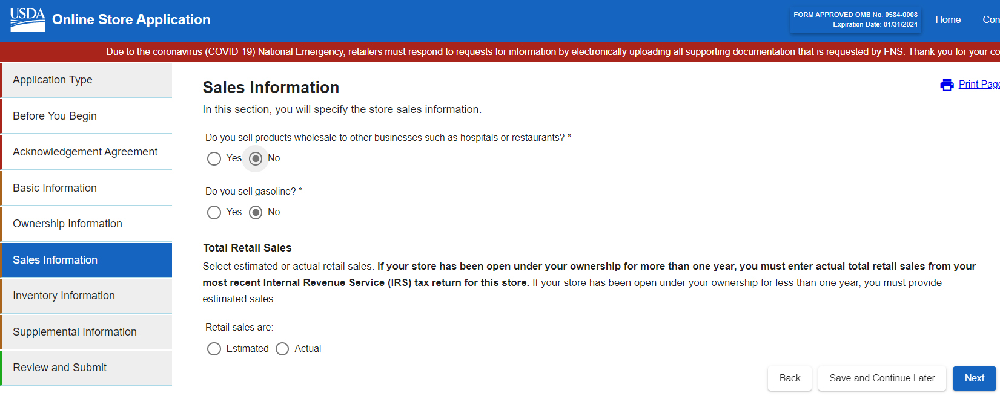 USDA
Online Store Application
FORM APPROVED OMB No. 0584-0008
Expiration Date: 01/31/2024
Home
Con
Due to the coronavirus (COVID-19) National Emergency, retailers must respond to requests for information by electronically uploading all supporting documentation that is requested by FNS. Thank you for your co
Application Type
Before You Begin
Acknowledgement Agreement
Basic Information
Ownership Information
Sales Information
Inventory Information
Supplemental Information
Review and Submit
Sales Information
Print Page
In this section, you will specify the store sales information.
Do you sell products wholesale to other businesses such as hospitals or restaurants? *
Yes No
Do you sell gasoline? *
Yes No
Total Retail Sales
Select estimated or actual retail sales. If your store has been open under your ownership for more than one year, you must enter actual total retail sales from your
most recent Internal Revenue Service (IRS) tax return for this store. If your store has been open under your ownership for less than one year, you must provide
estimated sales.
Retail sales are:
Estimated Actual
Back
Save and Continue Later
Next